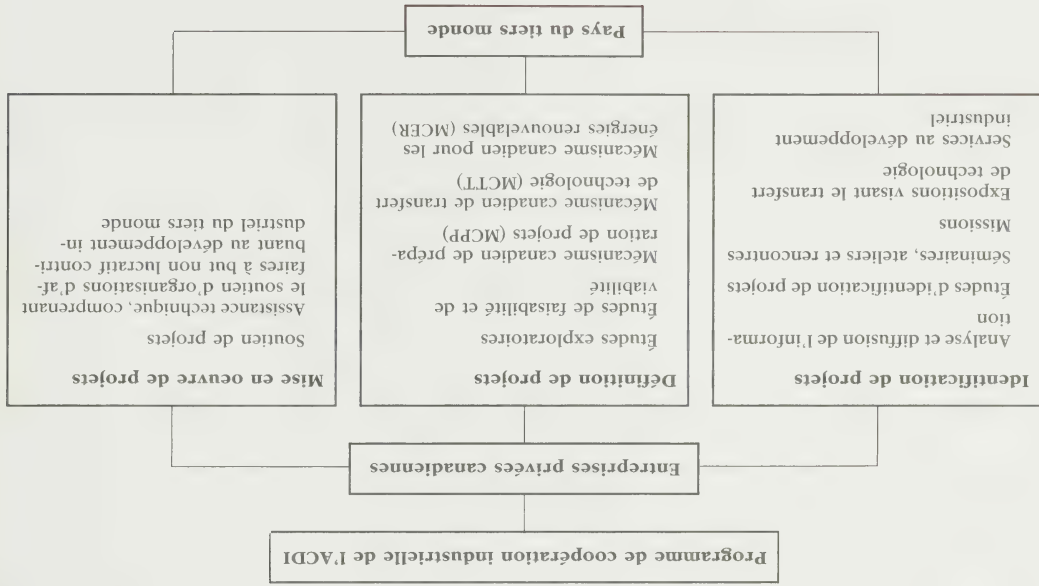 Programme de coopération industrielle de l'ACDI
Entreprises privées canadiennes
Identification de projets
Analyse et diffusion de l'informa-
tion
Études d'identification de projets
Séminaires, ateliers et rencontres
Missions
Expositions visant le transfert
de technologie
Services au développement
industriel
Définition de projets
Études exploratoires
Études de faisabilité et de
viabilité
Mécanisme canadien de prépa-
ration de projets (MCPP)
Mécanisme canadien de transfert
de technologie (MCTT)
Mécanisme canadien pour les
énergies renouvelables (MCER)
Mise en oeuvre de projets
Soutien de projets
Assistance technique, comprenant
le soutien d'organisations d'af-
faires à but non lucratif contri-
buant au développement in-
dustriel du tiers monde
Pays du tiers monde